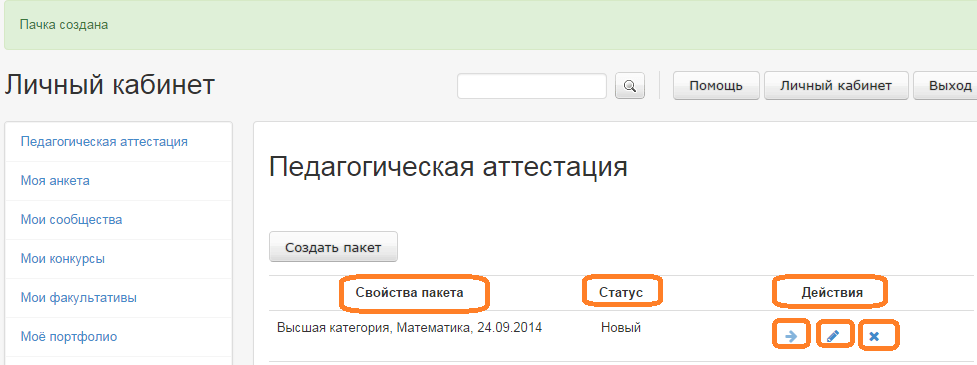 Пачка создана
Личный кабинет
Помощь
Личный кабинет
Выход
Педагогическая аттестация
Моя анкета
Мои сообщества
Мои конкурсы
Мои факультативы
Моё портфолио
Педагогическая аттестация
Создать пакет
Свойства пакета Статус Действия
Высшая категория, Математика, 24.09.2014 Новый